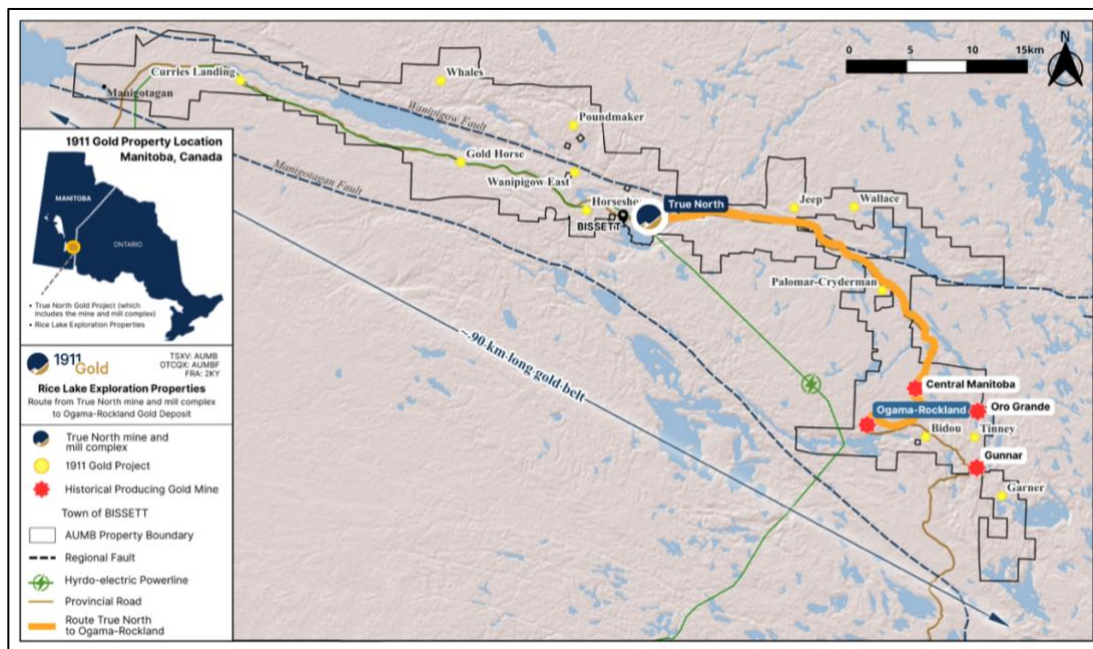 N
0 5 10 15km
Curries Landing
Manigotagan
Whales
Wanipigow Fault
Poundmaker
Gold Horse
Manigotagan Fault
Wanipigow East
Horsesho
BISSETT
True North
Jeep
Wallace
Palomar-Cryderman
~ 90 km long gold belt
Central Manitoba
Ogama-Rockland
Oro Grande
Bidou
Tinney
Gunnar
Garner
1911 Gold Property Location
Manitoba, Canada
MANITOBA
ONTARIO
• True North Gold Project (which
includes the mine and mill complex)
• Rice Lake Exploration Properties
1911
Gold
TSXV: AUMB
OTCQX: AUMBF
FRA: 2KY
Rice Lake Exploration Properties
Route from True North mine and mill complex
to Ogama-Rockland Gold Deposit
True North mine and
mill complex
1911 Gold Project
Historical Producing Gold Mine
Town of BISSETT
AUMB Property Boundary
Regional Fault
Hyrdo-electric Powerline
Provincial Road
Route True North
to Ogama-Rockland